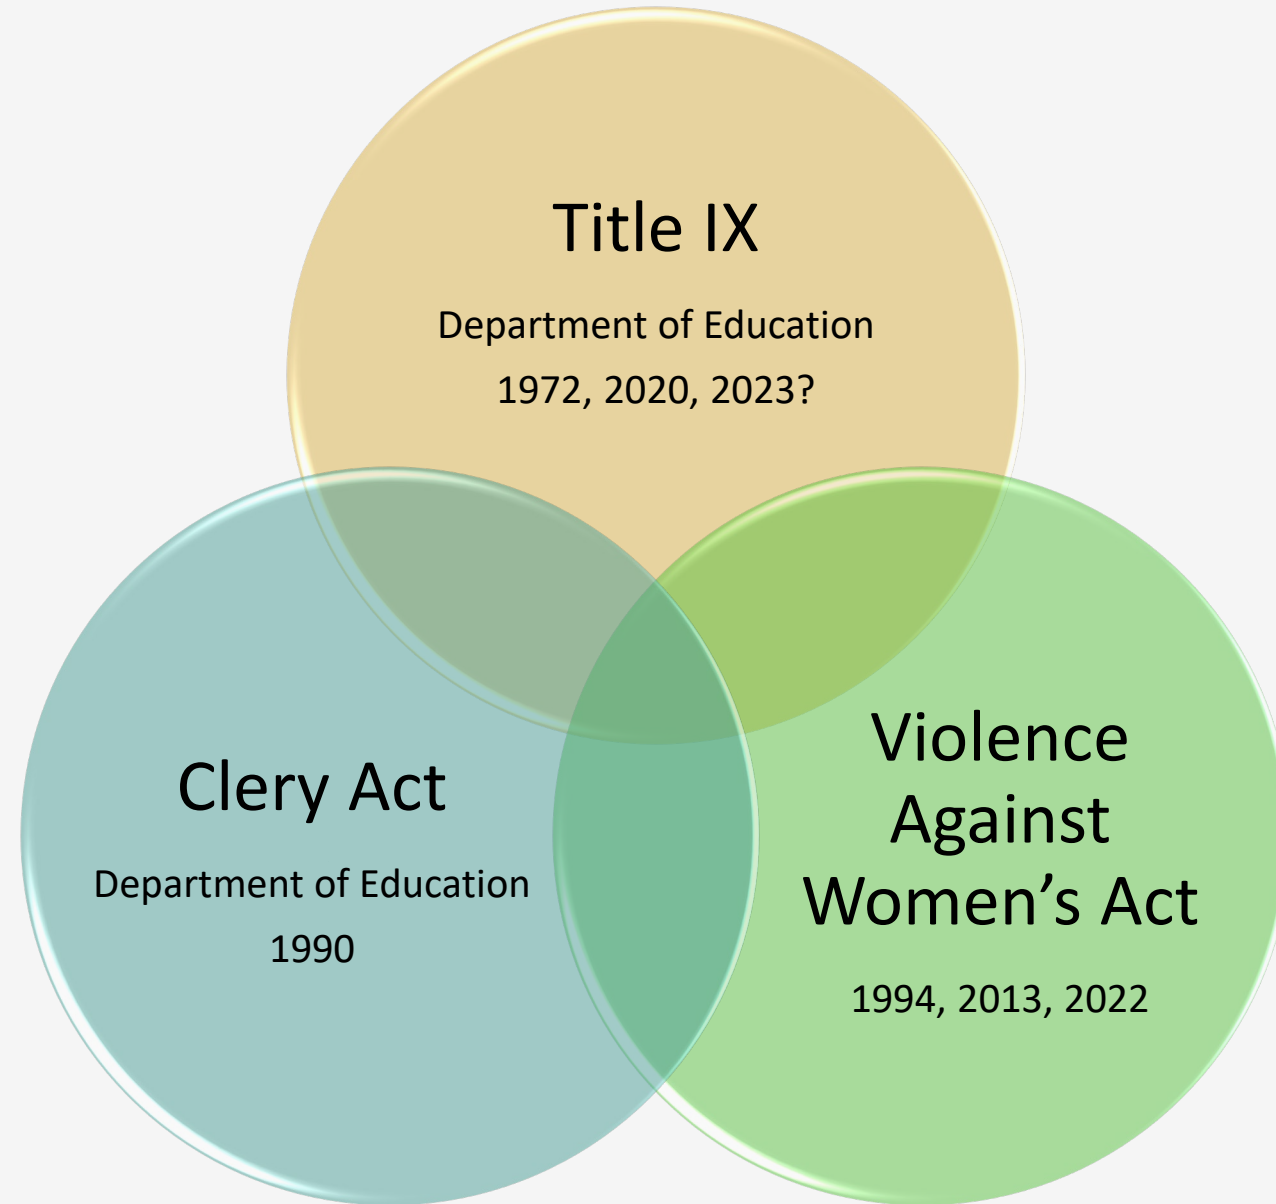 Title IX
Department of Education
1972, 2020, 2023?
Clery Act
Department of Education
1990
Violence
Against
Women’s Act
1994, 2013, 2022